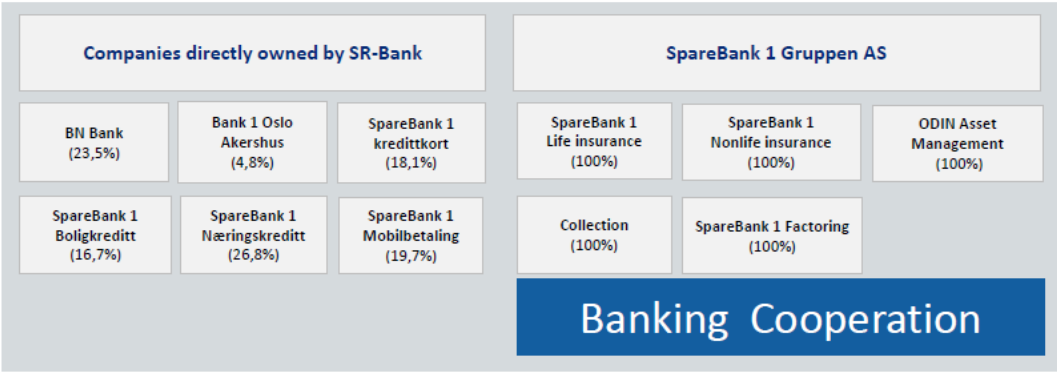 Companies directly owned by SR-Bank
SpareBank 1 Gruppen AS
BN Bank
(23,5%)
Bank 1 Oslo
Akershus
(4,8%)
SpareBank 1
kredittkort
(18,1%)
SpareBank 1
Life insurance
(100%)
SpareBank 1
Nonlife insurance
(100%)
ODIN Asset
Management
(100%)
SpareBank 1
Boligkreditt
(16,7%)
SpareBank 1
Næringskreditt
(26,8%)
SpareBank 1
Mobilbetaling
(19,7%)
Collection
(100%)
SpareBank 1 Factoring
(100%)
Banking Cooperation